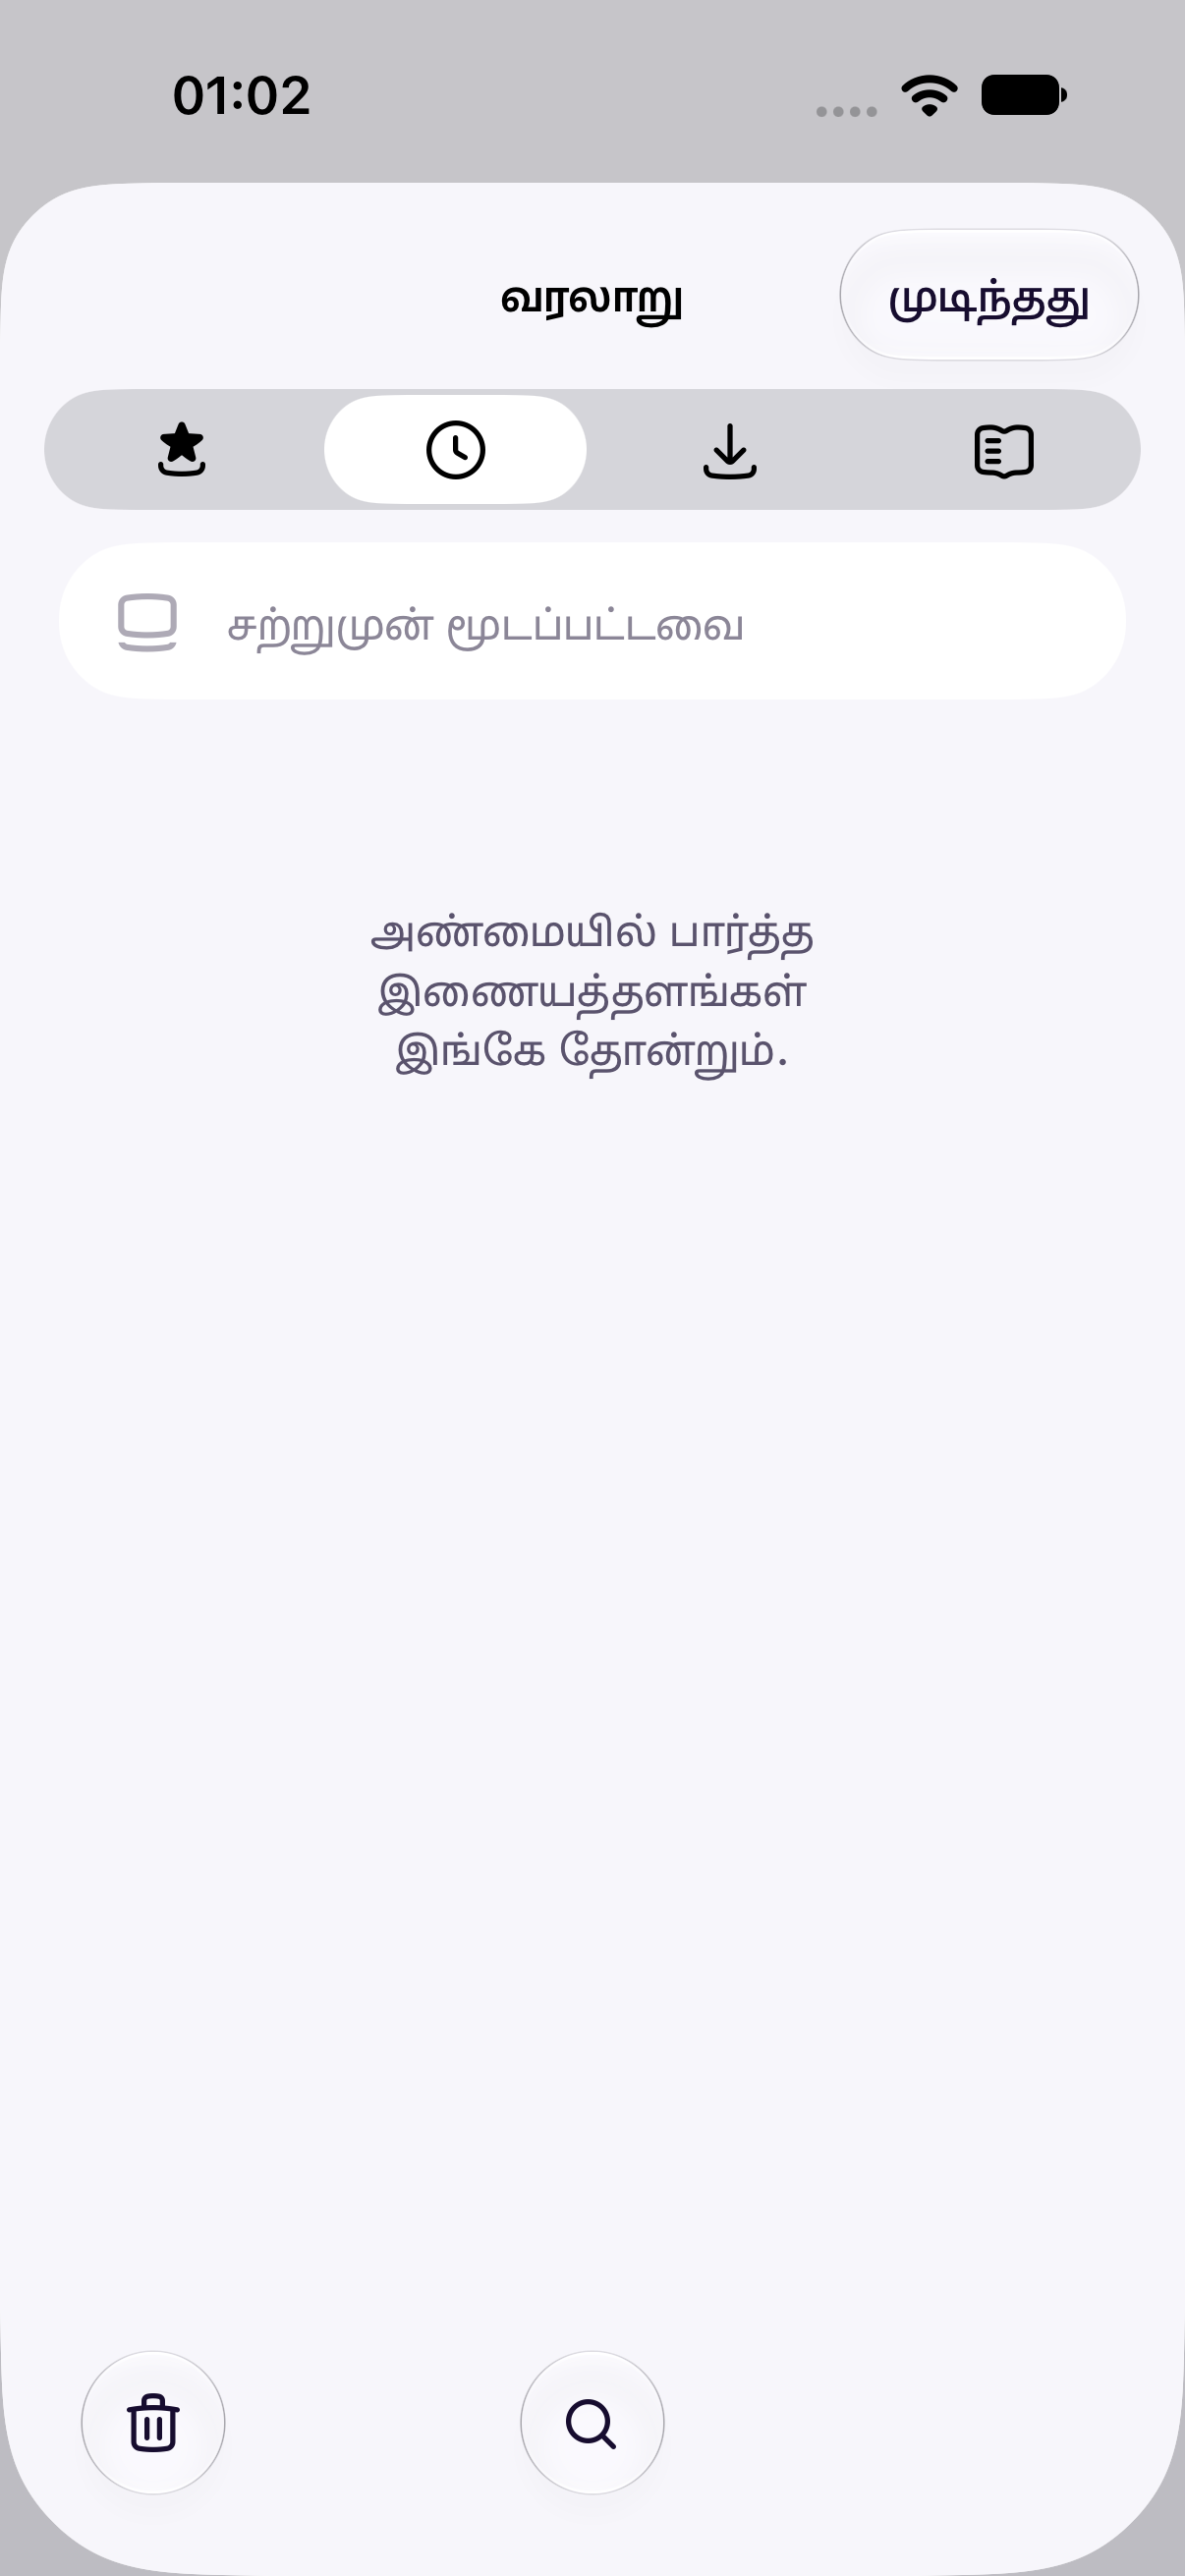 01:02
வரலாறு
முடிந்தது
சற்றுமுன் மூடப்பட்டவை
அண்மையில் பார்த்த
இணையத்தளங்கள்
இங்கே தோன்றும்.